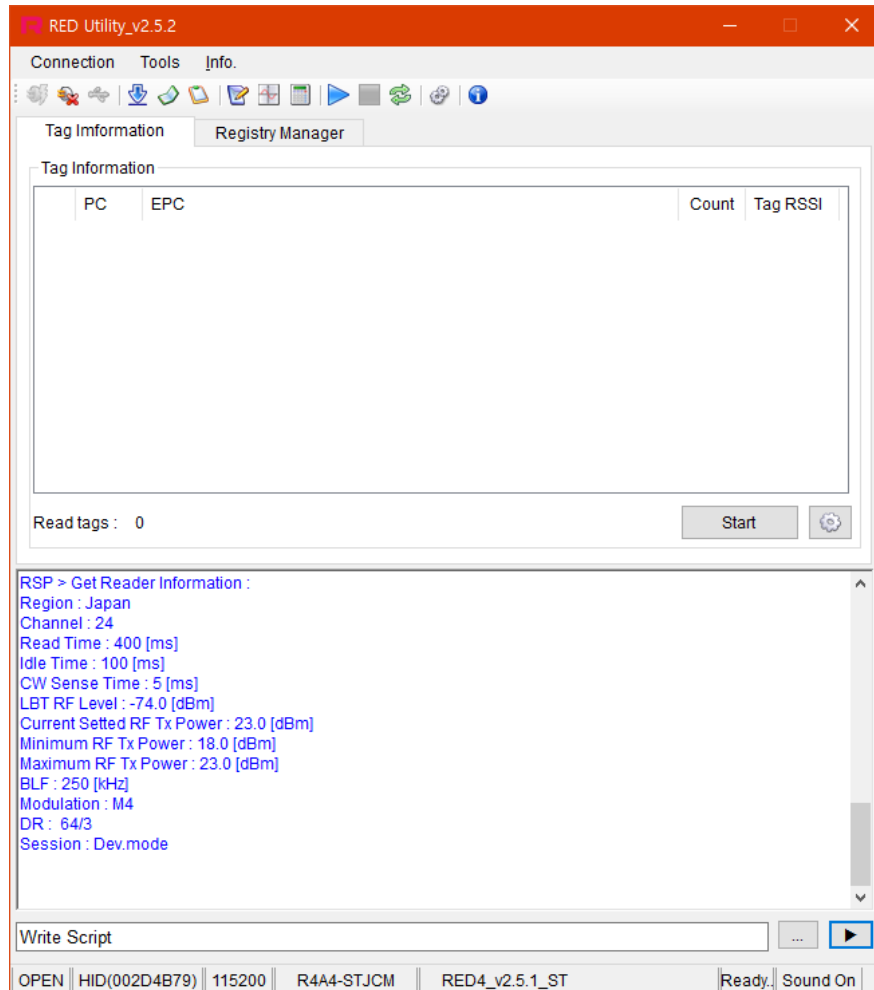 RED Utility_v2.5.2
Connection Tools Info.
Tag Imformation Registry Manager
Tag Information
PC EPC Count Tag RSSI
Read tags : 0 Start
RSP > Get Reader Information :
Region : Japan
Channel : 24
Read Time : 400 [ms]
Idle Time : 100 [ms]
CW Sense Time : 5 [ms]
LBT RF Level : -74.0 [dBm]
Current Setted RF Tx Power : 23.0 [dBm]
Minimum RF Tx Power : 18.0 [dBm]
Maximum RF Tx Power : 23.0 [dBm]
BLF : 250 [kHz]
Modulation : M4
DR : 64/3
Session : Dev.mode
Write Script ...
OPEN HID(002D4B79) 115200 R4A4-STJCM RED4_v2.5.1_ST Ready.. Sound On